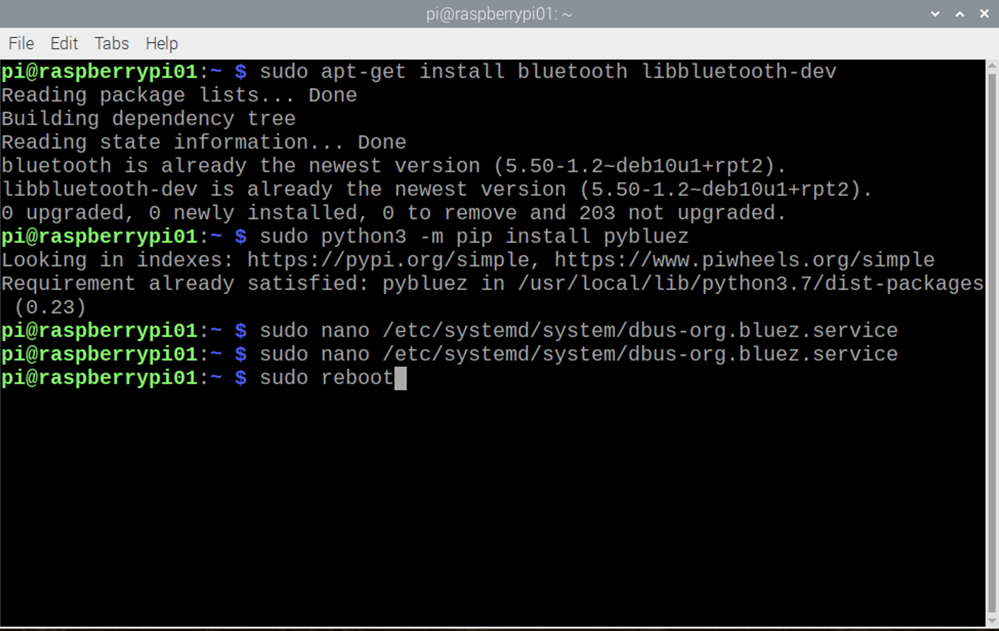 pi@raspberrypi01: ~
File Edit Tabs Help
pi@raspberrypi01:~ $ sudo apt-get install bluetooth libbluetooth-dev
Reading package lists... Done
Building dependency tree
Reading state information... Done
bluetooth is already the newest version (5.50-1.2~deb10u1+rpt2).
libbluetooth-dev is already the newest version (5.50-1.2~deb10u1+rpt2).
0 upgraded, 0 newly installed, 0 to remove and 203 not upgraded.
pi@raspberrypi01:~ $ sudo python3 -m pip install pybluez
Looking in indexes: https://pypi.org/simple, https://www.piwheels.org/simple
Requirement already satisfied: pybluez in /usr/local/lib/python3.7/dist-packages
 (0.23)
pi@raspberrypi01:~ $ sudo nano /etc/systemd/system/dbus-org.bluez.service
pi@raspberrypi01:~ $ sudo nano /etc/systemd/system/dbus-org.bluez.service
pi@raspberrypi01:~ $ sudo reboot